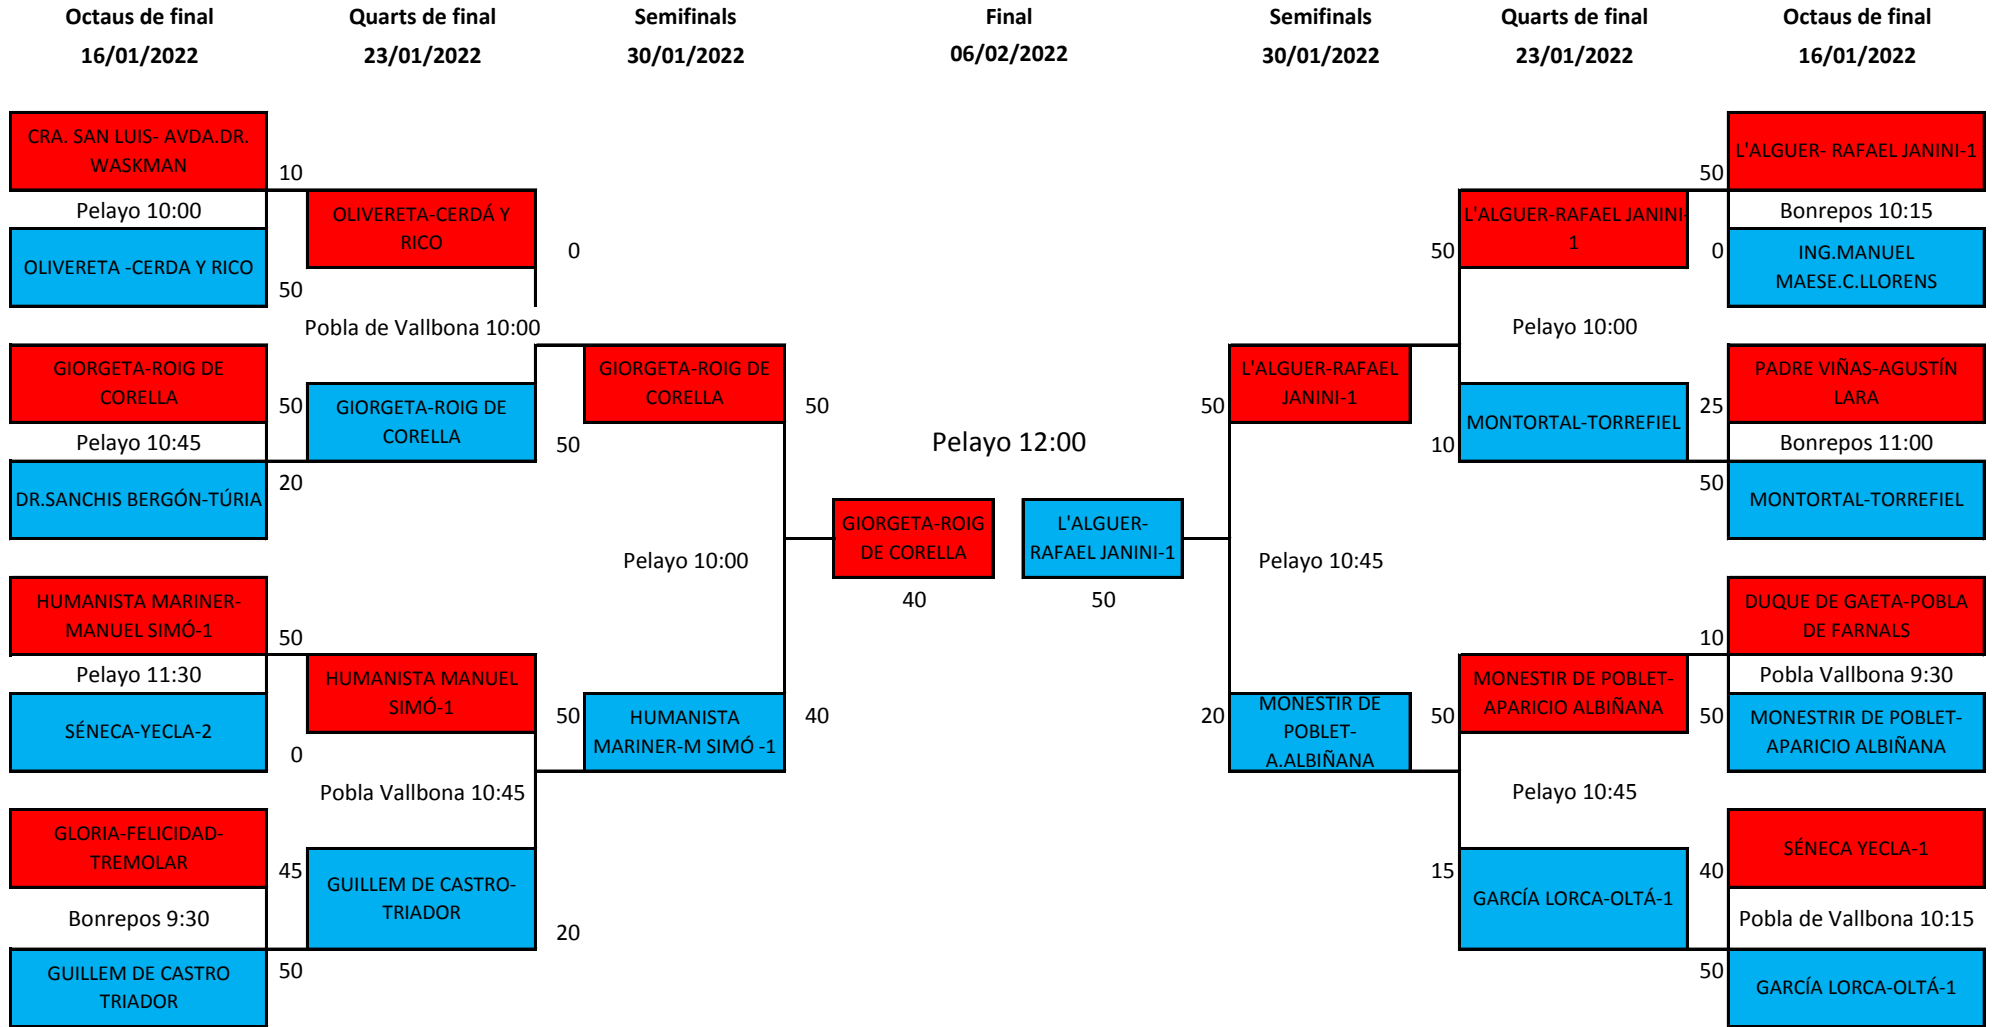 Octaus de final
16/01/2022
Quarts de final
23/01/2022
Semifinals
30/01/2022
Final
06/02/2022
Semifinals
30/01/2022
Quarts de final
23/01/2022
Octaus de final
16/01/2022
CRA. SAN LUIS- AVDA.DR.
WASKMAN
10
Pelayo 10:00
OLIVERETA -CERDA Y RICO
50
GIORGETA-ROIG DE
CORELLA
50
Pelayo 10:45
DR.SANCHIS BERGÓN-TÚRIA
20
HUMANISTA MARINER-
MANUEL SIMÓ-1
50
Pelayo 11:30
SÉNECA-YECLA-2
0
GLORIA-FELICIDAD-
TREMOLAR
45
Bonrepos 9:30
GUILLEM DE CASTRO
TRIADOR
50
OLIVERETA-CERDÁ Y
RICO
0
Pobla de Vallbona 10:00
GIORGETA-ROIG DE
CORELLA
50
HUMANISTA MANUEL
SIMÓ-1
50
Pobla Vallbona 10:45
GUILLEM DE CASTRO-
TRIADOR
20
GIORGETA-ROIG DE
CORELLA
50
Pelayo 10:00
HUMANISTA
MARINER-M SIMÓ -1
40
Pelayo 12:00
GIORGETA-ROIG
DE CORELLA
40
L'ALGUER-
RAFAEL JANINI-1
50
50
L'ALGUER-RAFAEL
JANINI-1
Pelayo 10:45
20
MONESTIR DE
POBLET-
A.ALBIÑANA
50
L'ALGUER-RAFAEL JANINI-
1
Pelayo 10:00
10
MONTORTAL-TORREFIEL
50
MONESTIR DE POBLET-
APARICIO ALBIÑANA
Pelayo 10:45
15
GARCÍA LORCA-OLTÁ-1
50
L'ALGUER- RAFAEL JANINI-1
Bonrepos 10:15
0
ING.MANUEL
MAESE.C.LLORENS
25
PADRE VIÑAS-AGUSTÍN
LARA
Bonrepos 11:00
50
MONTORTAL-TORREFIEL
10
DUQUE DE GAETA-POBLA
DE FARNALS
Pobla Vallbona 9:30
50
MONESTRIR DE POBLET-
APARICIO ALBIÑANA
40
SÉNECA YECLA-1
Pobla de Vallbona 10:15
50
GARCÍA LORCA-OLTÁ-1